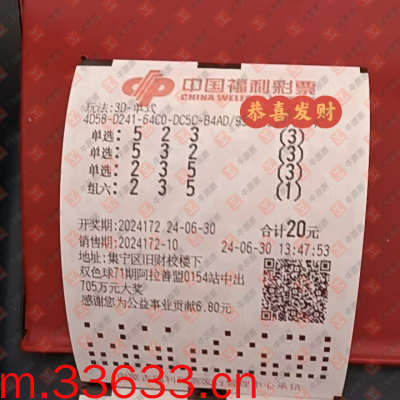 中国福利彩票
CHINA WEL
玩法:3D-单式
4D58-D241-64C0-DC5C-B4AD/9
恭喜发财
单选: 5 2 3 (3)
单选: 5 3 2 (3)
单选: 2 3 5 (3)
组六: 2 3 5 (1)
开奖期:2024172 24-06-30 合计20元
销售期:2024172-10 24-06-30 13:47:53
地址:集宁区旧财校楼下
双色球71期阿拉善盟0154站中出
705万元大奖
感谢您为公益事业贡献6.80元
m.33633.cn